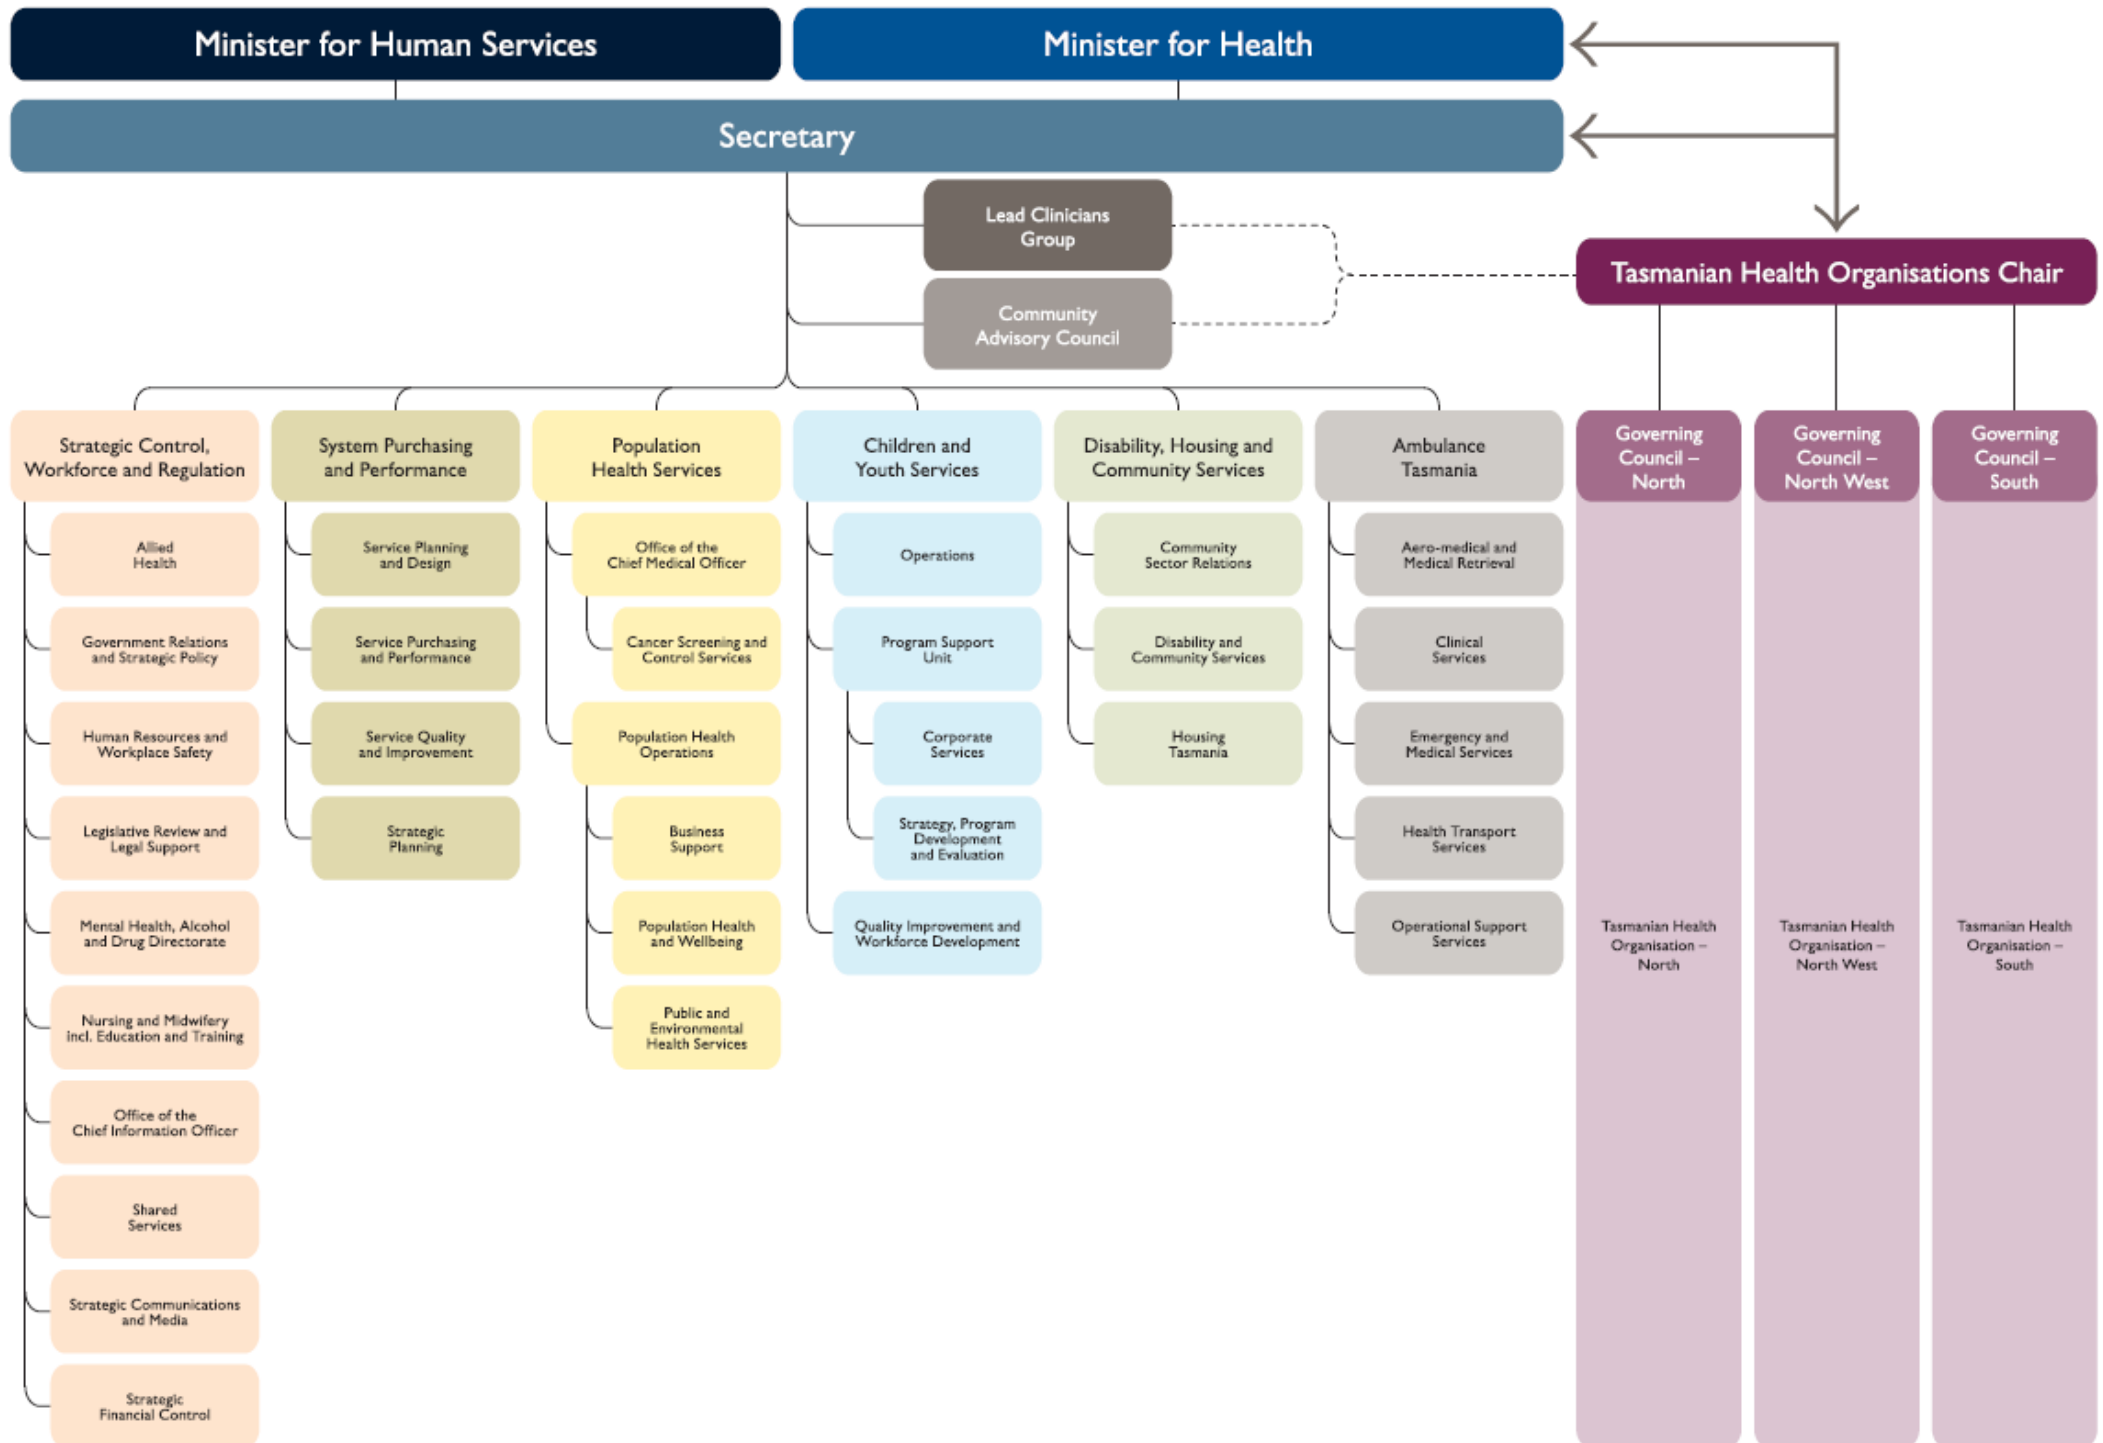 Minister for Human Services
Minister for Health
Secretary
Lead Clinicians
Group
Community
Advisory Council
Tasmanian Health Organisations Chair
Strategic Control,
Workforce and Regulation
Allied
Health
Government Relations
and Strategic Policy
Human Resources and
Workplace Safety
Legislative Review and
Legal Support
Mental Health, Alcohol
and Drug Directorate
Nursing and Midwifery
incl. Education and Training
Office of the
Chief Information Officer
Shared
Services
Strategic Communications
and Media
Strategic
Financial Control
System Purchasing
and Performance
Service Planning
and Design
Service Purchasing
and Performance
Service Quality
and Improvement
Strategic
Planning
Population
Health Services
Office of the
Chief Medical Officer
Cancer Screening and
Control Services
Population Health
Operations
Business
Support
Population Health
and Wellbeing
Public and
Environmental
Health Services
Children and
Youth Services
Operations
Program Support
Unit
Corporate
Services
Strategy, Program
Development
and Evaluation
Quality Improvement and
Workforce Development
Disability, Housing and
Community Services
Community
Sector Relations
Disability and
Community Services
Housing
Tasmania
Ambulance
Tasmania
Aero-medical and
Medical Retrieval
Clinical
Services
Emergency and
Medical Services
Health Transport
Services
Operational Support
Services
Governing
Council –
North
Tasmanian Health
Organisation –
North
Governing
Council –
North West
Tasmanian Health
Organisation –
North West
Governing
Council –
South
Tasmanian Health
Organisation –
South